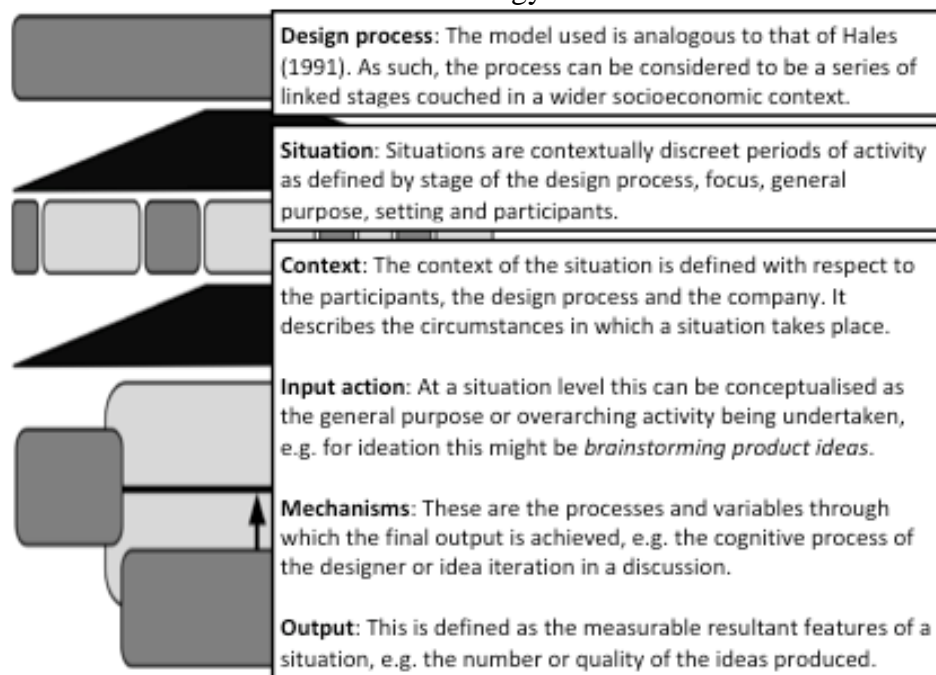 gy
Design process: The model used is analogous to that of Hales
(1991). As such, the process can be considered to be a series of
linked stages couched in a wider socioeconomic context.
Situation: Situations are contextually discreet periods of activity
as defined by stage of the design process, focus, general
purpose, setting and participants.
Context: The context of the situation is defined with respect to
the participants, the design process and the company. It
describes the circumstances in which a situation takes place.
Input action: At a situation level this can be conceptualised as
the general purpose or overarching activity being undertaken,
e.g. for ideation this might be brainstorming product ideas.
Mechanisms: These are the processes and variables through
which the final output is achieved, e.g. the cognitive process of
the designer or idea iteration in a discussion.
Output: This is defined as the measurable resultant features of a
situation, e.g. the number or quality of the ideas produced.